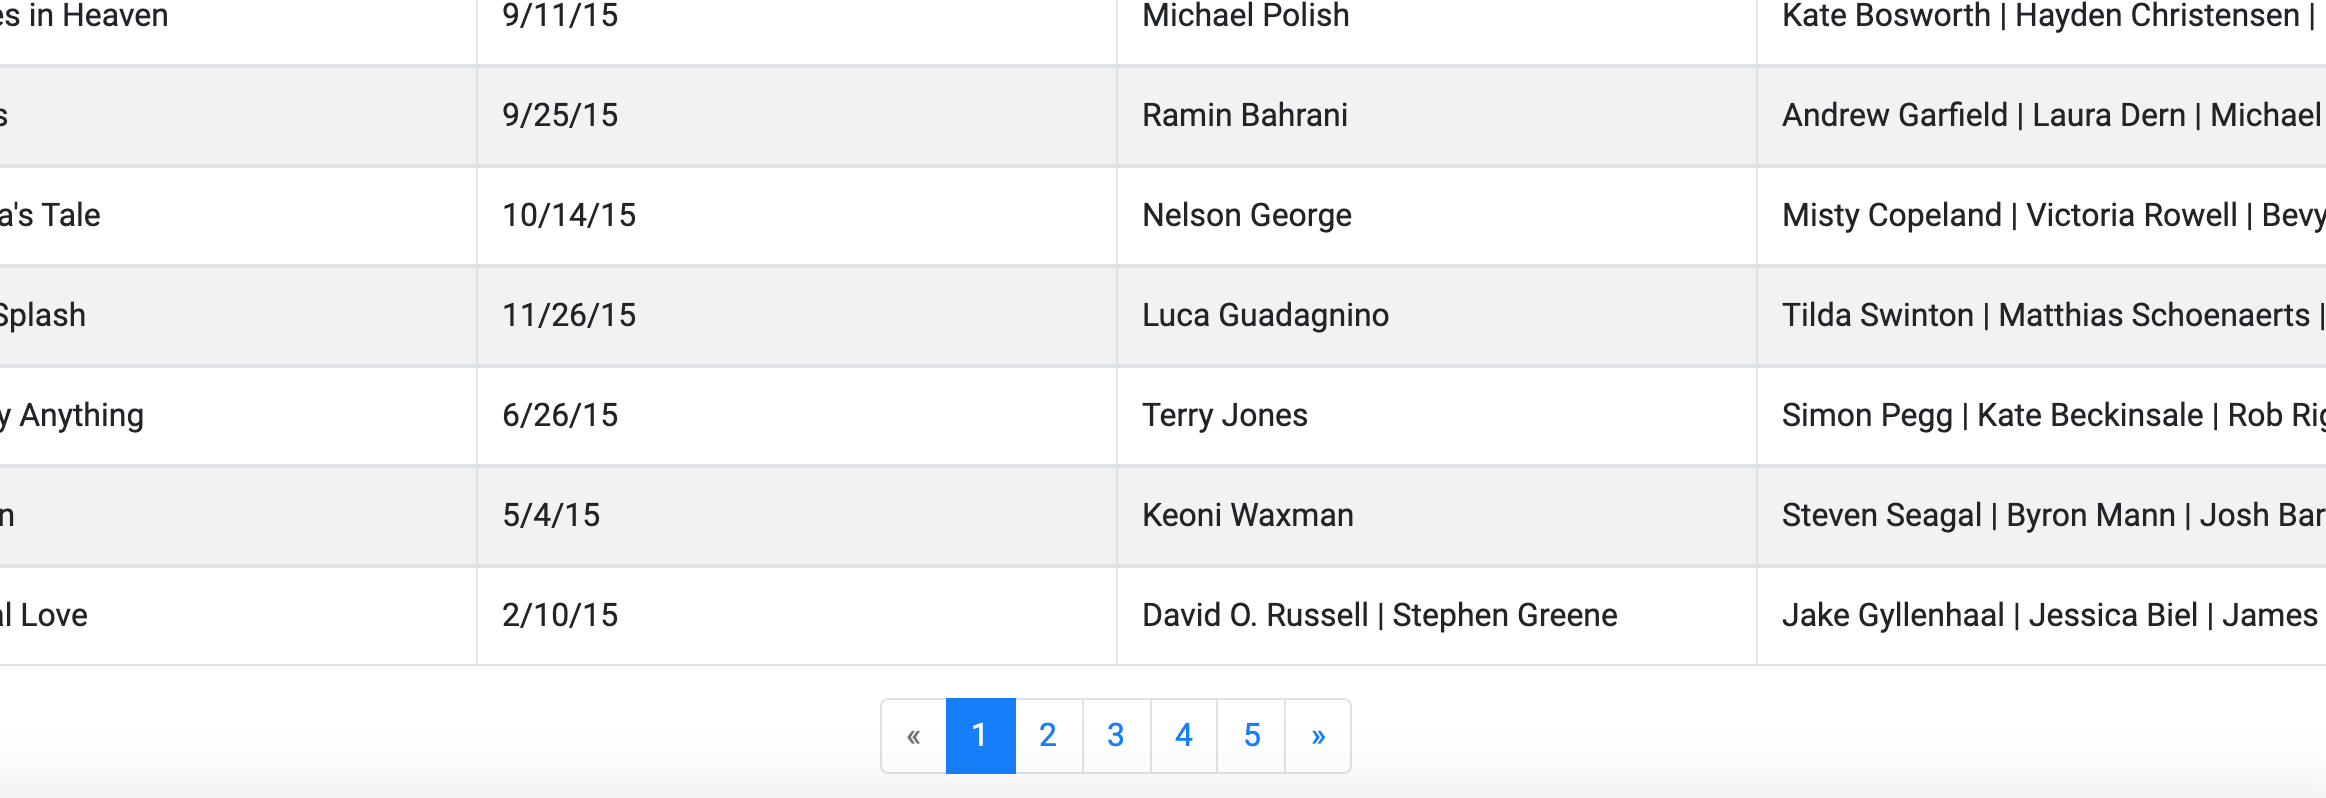 es in Heaven 9/11/15 Michael Polish Kate Bosworth | Hayden Christensen |
s 9/25/15 Ramin Bahrani Andrew Garfield | Laura Dern | Michael
a's Tale 10/14/15 Nelson George Misty Copeland | Victoria Rowell | Bevy
Splash 11/26/15 Luca Guadagnino Tilda Swinton | Matthias Schoenaerts |
y Anything 6/26/15 Terry Jones Simon Pegg | Kate Beckinsale | Rob Rig
n 5/4/15 Keoni Waxman Steven Seagal | Byron Mann | Josh Bar
al Love 2/10/15 David O. Russell | Stephen Greene Jake Gyllenhaal | Jessica Biel | James
« 1 2 3 4 5 »